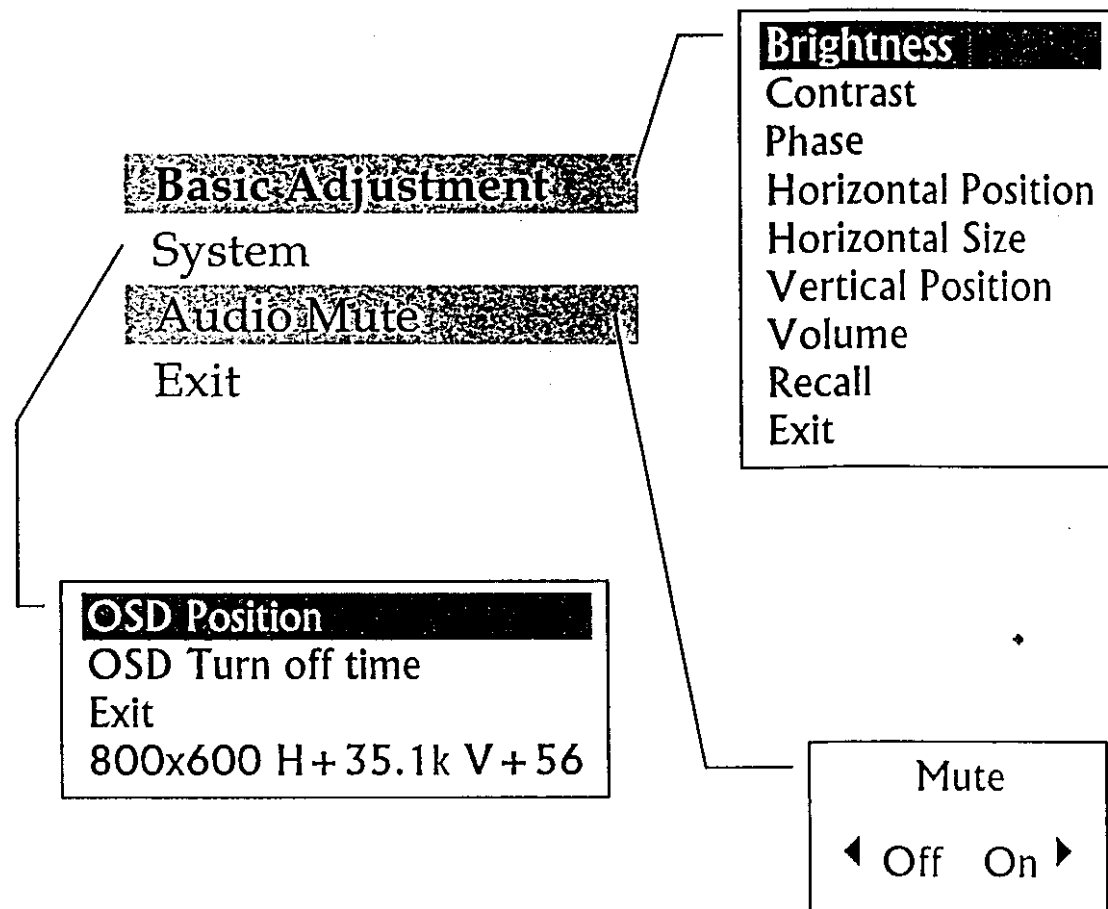 Basic Adjustment
System
Audio Mute
Exit
Brightness
Contrast
Phase
Horizontal Position
Horizontal Size
Vertical Position
Volume
Recall
Exit
OSD Position
OSD Turn off time
Exit
800x600 H+35.1k V+56
Mute
Off On